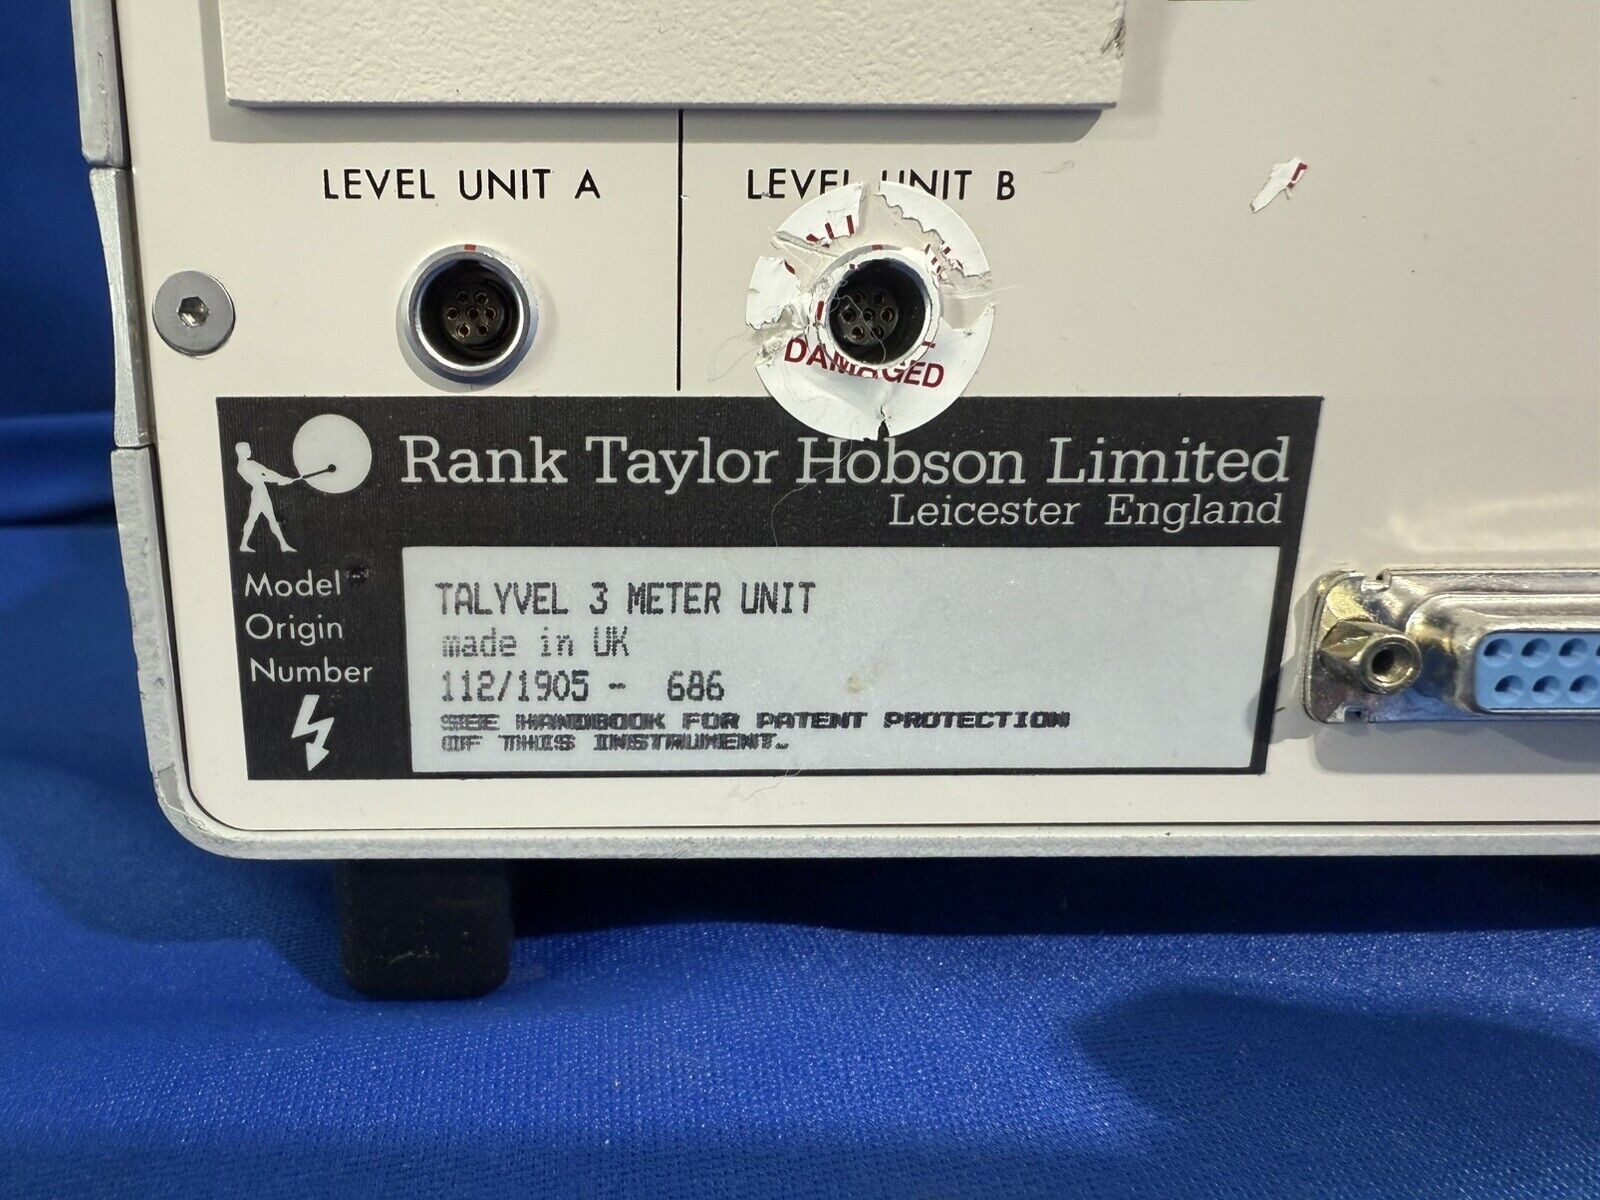 LEVEL UNIT A
LEVEL UNIT B
DAMAGED
Rank Taylor Hobson Limited
Leicester England
Model
Origin
Number
TALYVEL 3 METER UNIT
made in UK
112/1905 - 686
SEE HANDBOOK FOR PATENT PROTECTION
OF THIS INSTRUMENT.